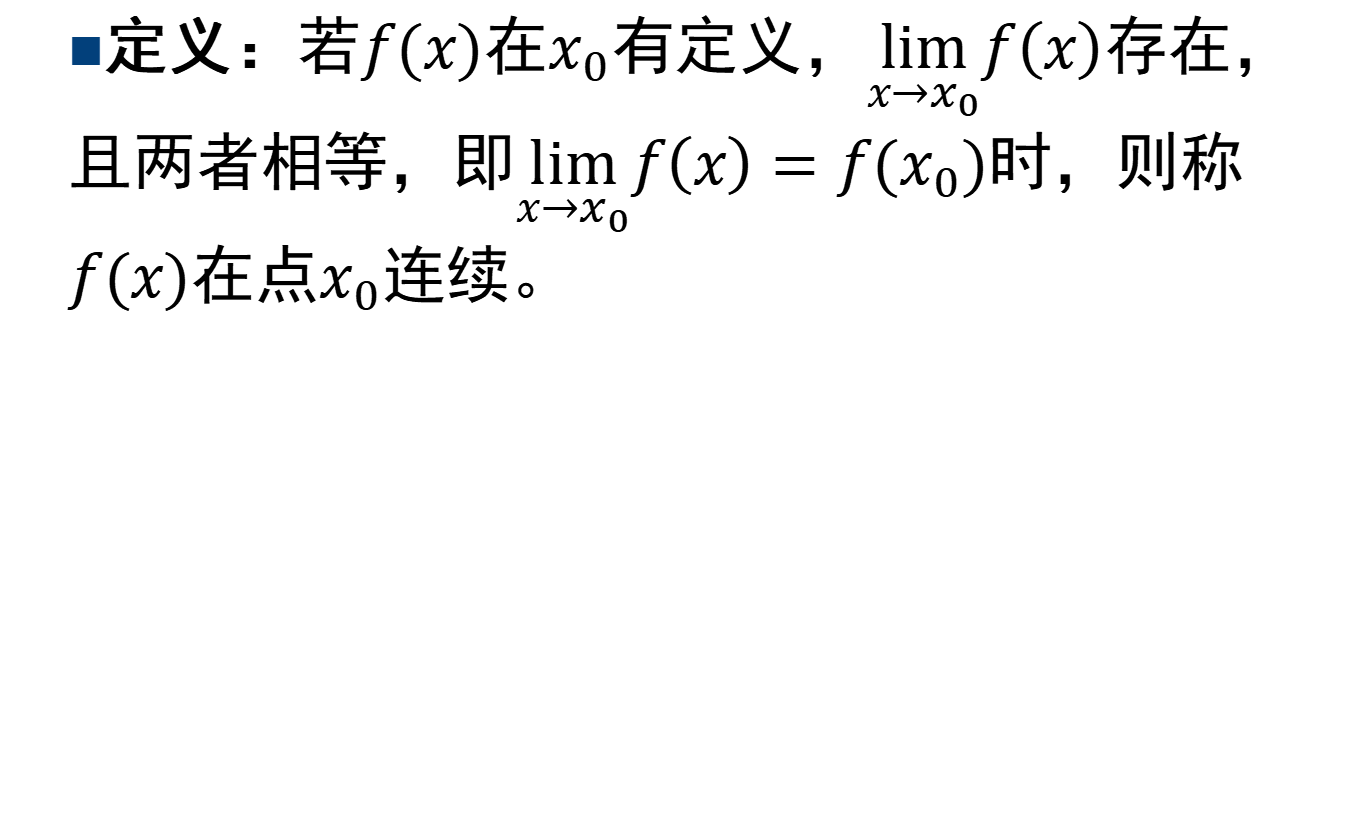 ■定义：若f(x)在x₀有定义，lim_{x→x₀} f(x)存在，
且两者相等，即lim_{x→x₀} f(x) = f(x₀)时，则称
f(x)在点x₀连续。